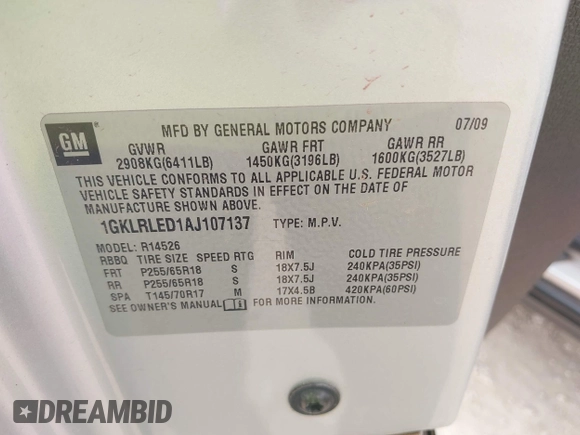 GM
MFD BY GENERAL MOTORS COMPANY 07/09
GVWR GAWR FRT GAWR RR
2908KG(6411LB) 1450KG(3196LB) 1600KG(3527LB)
THIS VEHICLE CONFORMS TO ALL APPLICABLE U.S. FEDERAL MOTOR
VEHICLE SAFETY STANDARDS IN EFFECT ON THE DATE OF
MANUFACTURE SHOWN ABOVE.
1GKLRLED1AJ107137 TYPE: M.P.V.
MODEL: R14526
RBBQ TIRE SIZE SPEED RTG RIM COLD TIRE PRESSURE
FRT P255/65R18 S 18X7.5J 240KPA(35PSI)
RR P255/65R18 S 18X7.5J 240KPA(35PSI)
SPA T145/70R17 M 17X4.5B 420KPA(60PSI)
SEE OWNER'S MANUAL FOR MORE INFORMATION.
DREAMBID